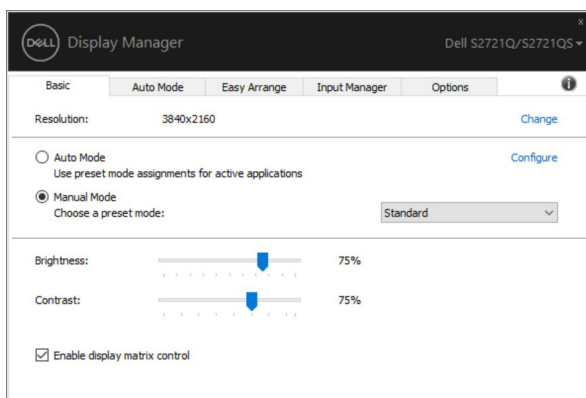 DELL Display Manager
Dell S2721Q/S2721QS
Basic Auto Mode Easy Arrange Input Manager Options
Resolution: 3840x2160 Change
Auto Mode Configure
Use preset mode assignments for active applications
Manual Mode
Choose a preset mode: Standard
Brightness: 75%
Contrast: 75%
Enable display matrix control